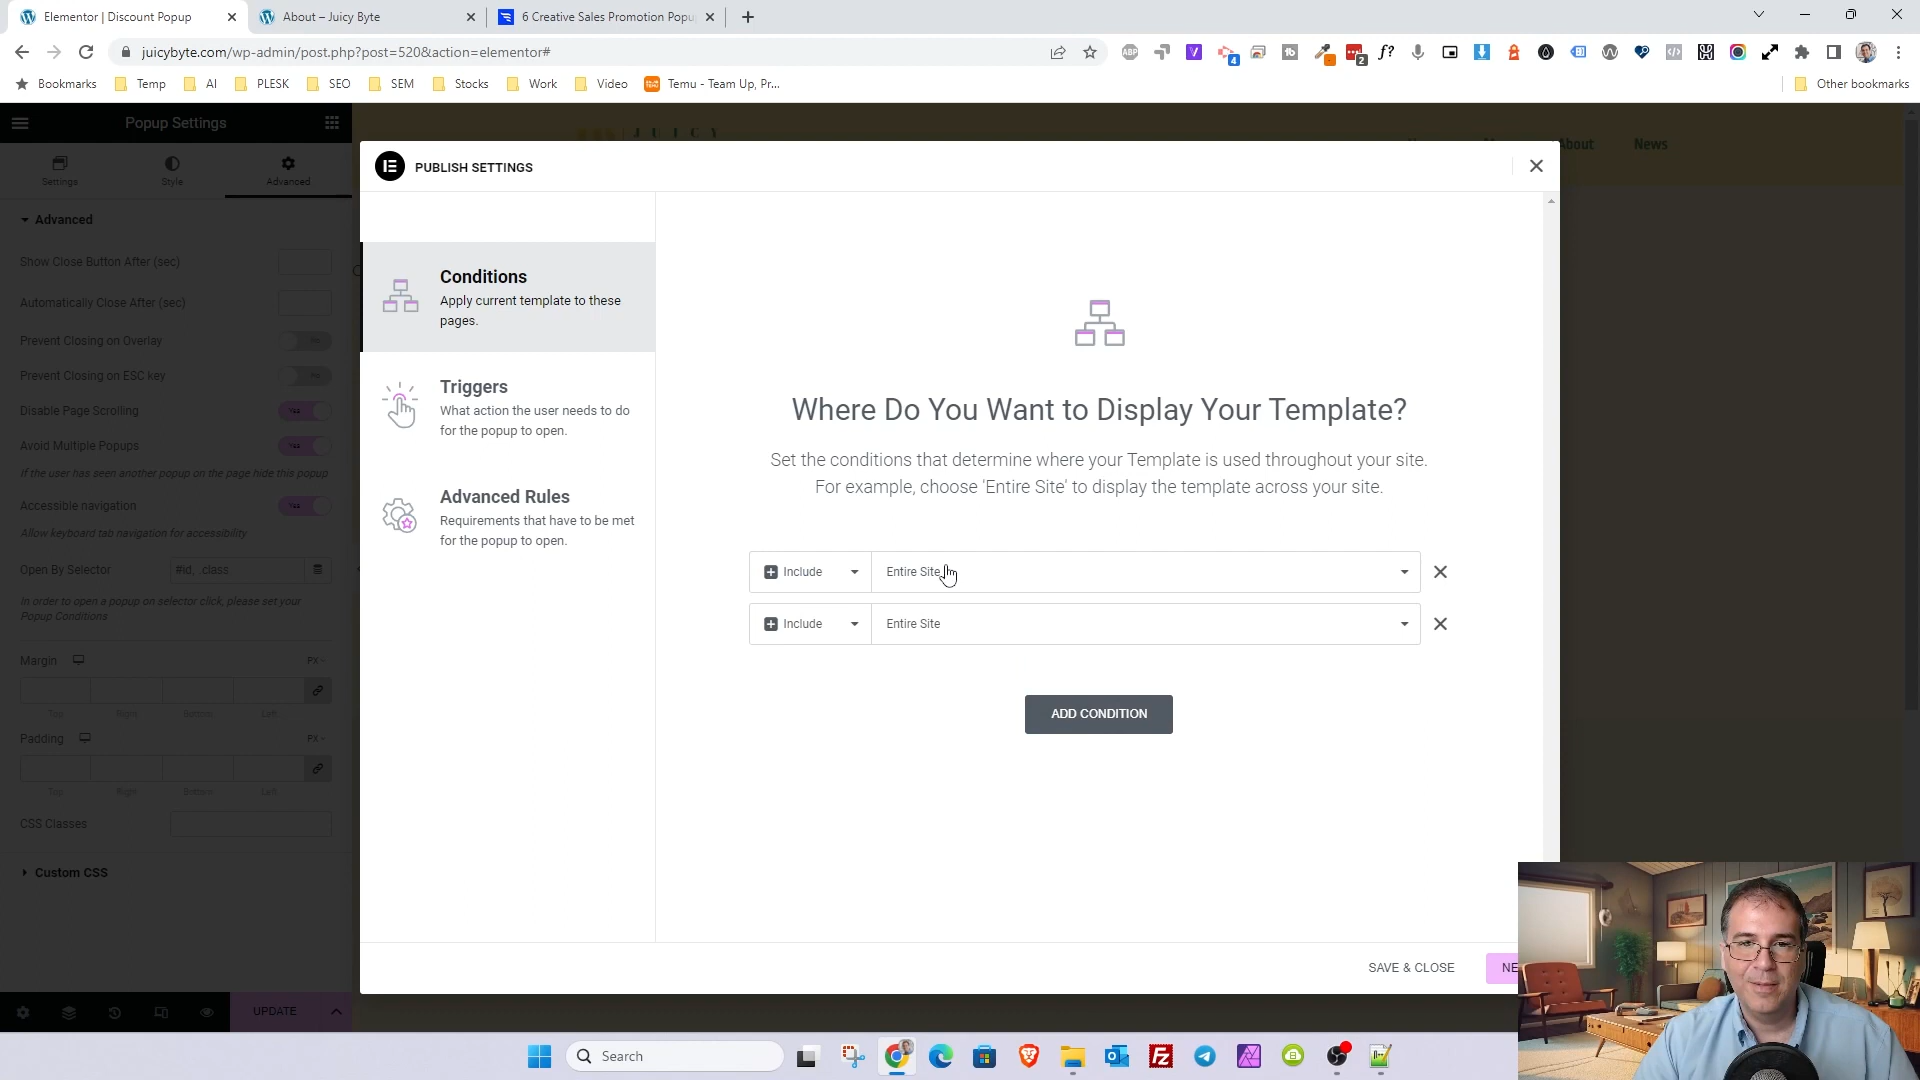 Elementor | Discount Popup
About – Juicy Byte
6 Creative Sales Promotion Popu
juicybyte.com/wp-admin/post.php?post=520&action=elementor#
Bookmarks
Temp
AI
PLESK
SEO
SEM
Stocks
Work
Video
Temu - Team Up, Pr...
Other bookmarks
Popup Settings
JUICY
About
News
Settings
Style
Advanced
PUBLISH SETTINGS
Advanced
Show Close Button After (sec)
Automatically Close After (sec)
Prevent Closing on Overlay
Prevent Closing on ESC key
Disable Page Scrolling
Yes
Avoid Multiple Popups
Yes
If the user has seen another popup on the page hide this popup
Accessible navigation
Yes
Allow keyboard tab navigation for accessibility
Open By Selector
#id, .class
In order to open a popup on selector click, please set your
Popup Conditions
Margin
PX
Top
Right
Bottom
Left
Padding
PX
Top
Right
Bottom
Left
CSS Classes
Custom CSS
UPDATE
Conditions
Apply current template to these
pages.
Triggers
What action the user needs to do
for the popup to open.
Advanced Rules
Requirements that have to be met
for the popup to open.
Where Do You Want to Display Your Template?
Set the conditions that determine where your Template is used throughout your site.
For example, choose 'Entire Site' to display the template across your site.
Include
Entire Site
Include
Entire Site
ADD CONDITION
SAVE & CLOSE
NE
Search